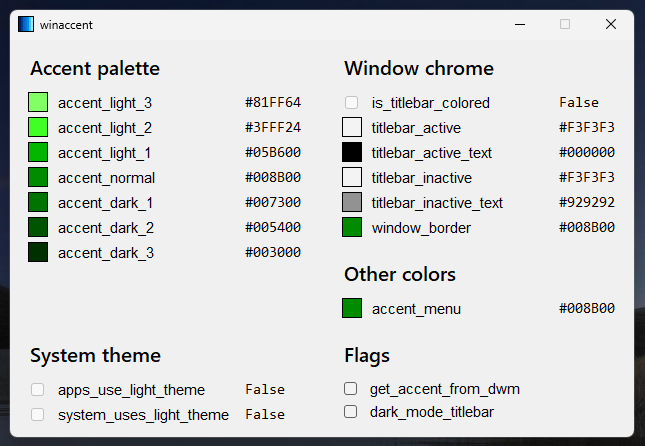 winaccent
Accent palette
accent_light_3 #81FF64
accent_light_2 #3FFF24
accent_light_1 #05B600
accent_normal #008B00
accent_dark_1 #007300
accent_dark_2 #005400
accent_dark_3 #003000
Window chrome
is_titlebar_colored False
titlebar_active #F3F3F3
titlebar_active_text #000000
titlebar_inactive #F3F3F3
titlebar_inactive_text #929292
window_border #008B00
Other colors
accent_menu #008B00
System theme
apps_use_light_theme False
system_uses_light_theme False
Flags
get_accent_from_dwm
dark_mode_titlebar